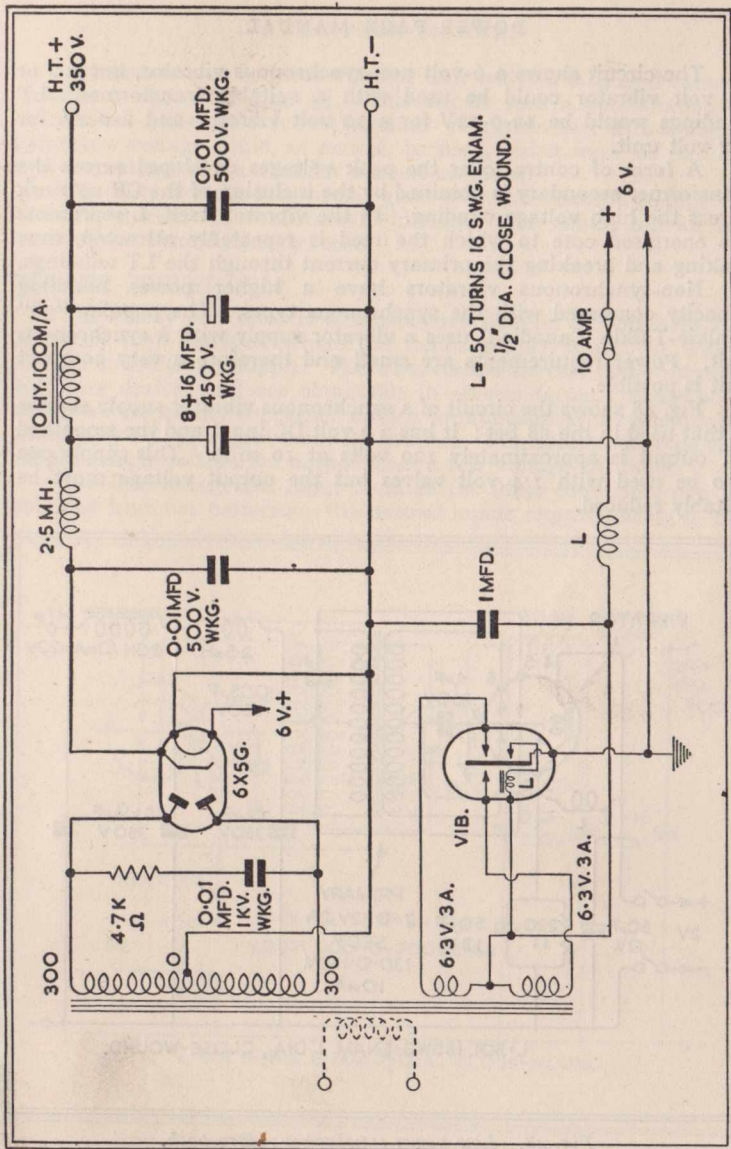 H.T.+
350 V.
H.T.-
10 HY. 100 M/A.
2·5 MH.
0·01 MFD.
500 V. WKG.
8+16 MFD.
450 V.
WKG.
0·01 MFD
500 V.
WKG.
6X5G.
6 V.+
4·7K
Ω
0·01
MFD.
1 KV.
WKG.
300
0
300
L = 50 TURNS 16 S.W.G. ENAM.
1/2" DIA. CLOSE WOUND.
1 MFD.
VIB.
L
6·3V. 3 A.
6·3 V. 3 A.
L
10 AMP.
+
6 V.
-